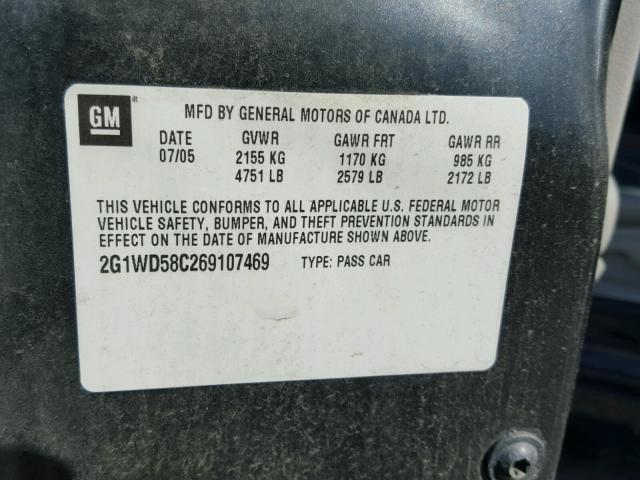 GM
MFD BY GENERAL MOTORS OF CANADA LTD.
DATE GVWR GAWR FRT GAWR RR
07/05 2155 KG 1170 KG 985 KG
4751 LB 2579 LB 2172 LB
THIS VEHICLE CONFORMS TO ALL APPLICABLE U.S. FEDERAL MOTOR
VEHICLE SAFETY, BUMPER, AND THEFT PREVENTION STANDARDS IN
EFFECT ON THE DATE OF MANUFACTURE SHOWN ABOVE.
2G1WD58C269107469 TYPE: PASS CAR